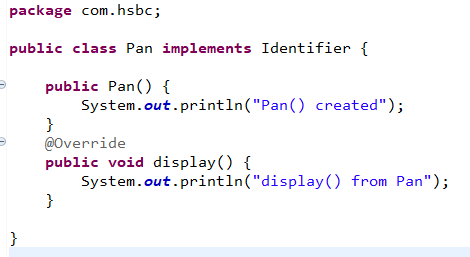 package com.hsbc;
public class Pan implements Identifier {
public Pan() {
System.out.println("Pan() created");
}
@Override
public void display() {
System.out.println("display() from Pan");
}
}